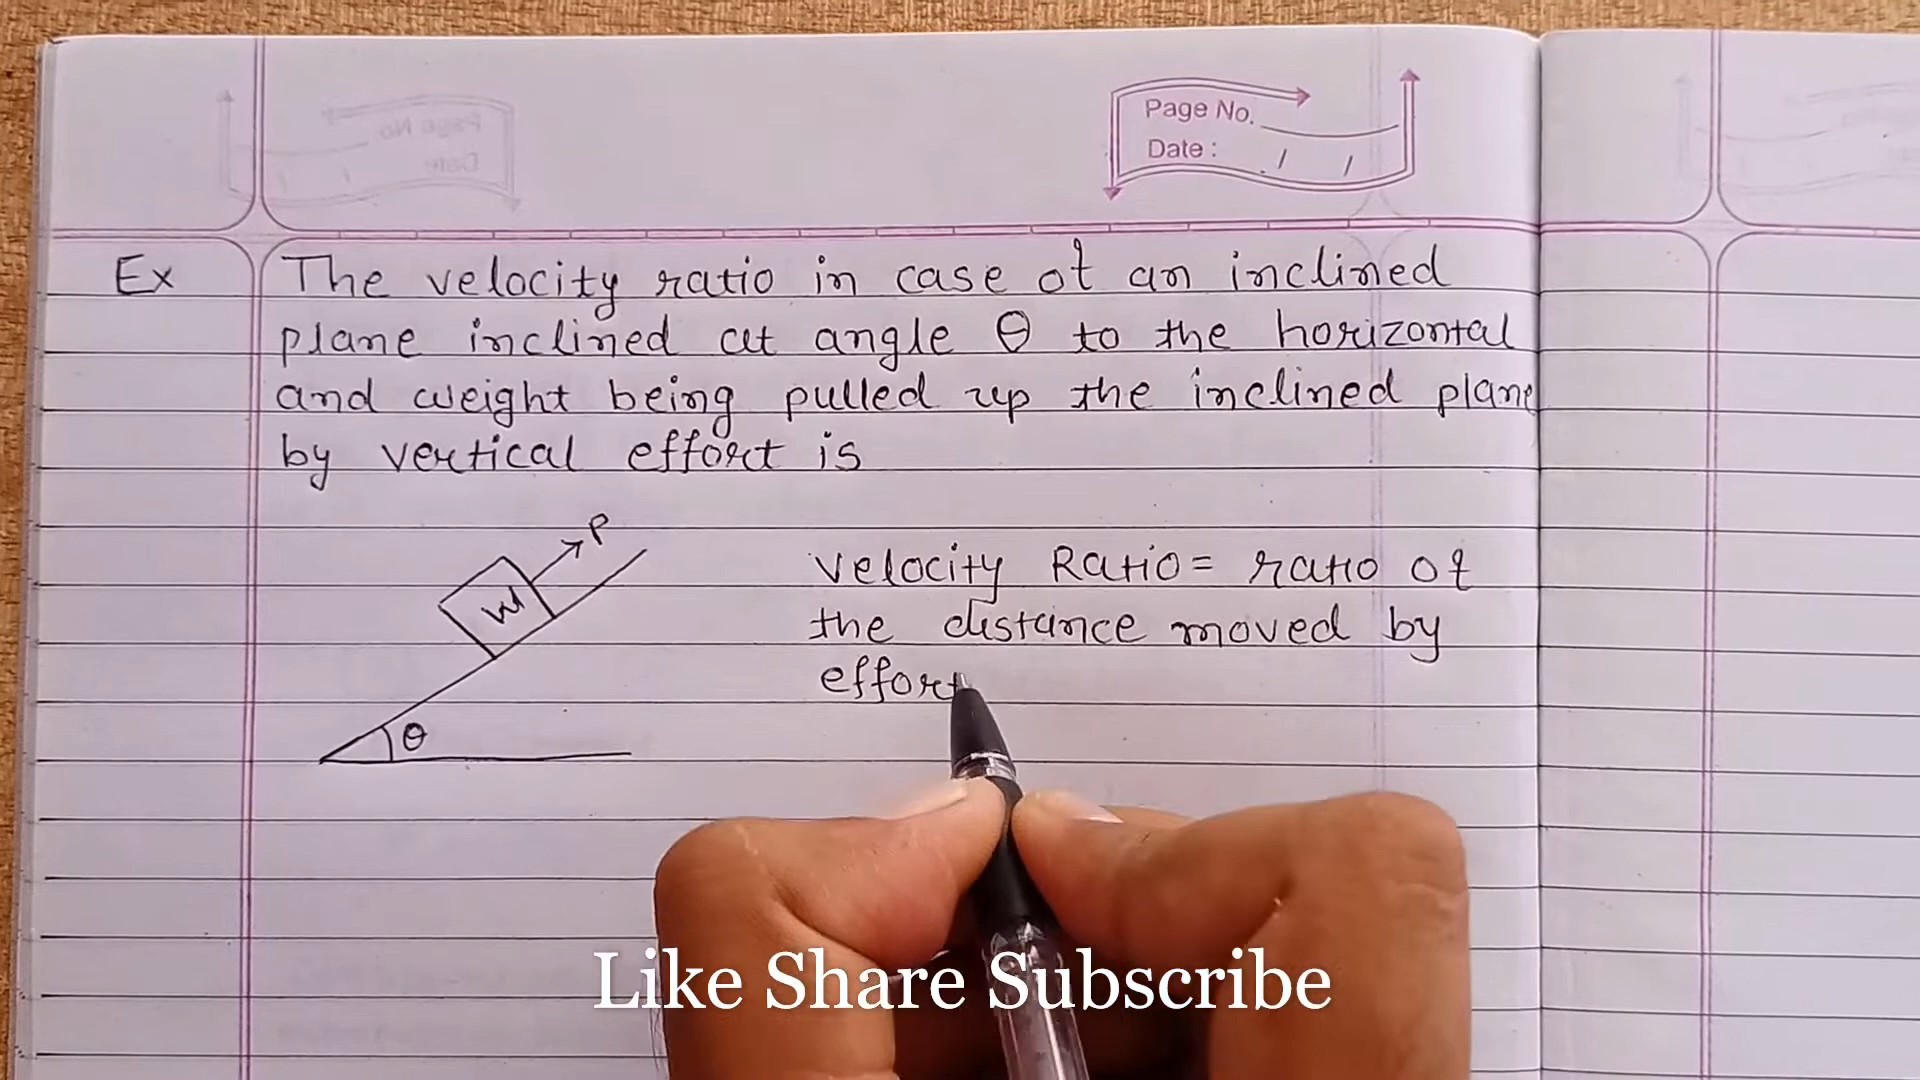 Page No.
Date : / /
Ex The velocity ratio in case of an inclined
plane inclined at angle θ to the horizontal
and weight being pulled up the inclined plane
by vertical effort is
P
W
θ
Velocity Ratio = ratio of
the distance moved by
effort
Like Share Subscribe